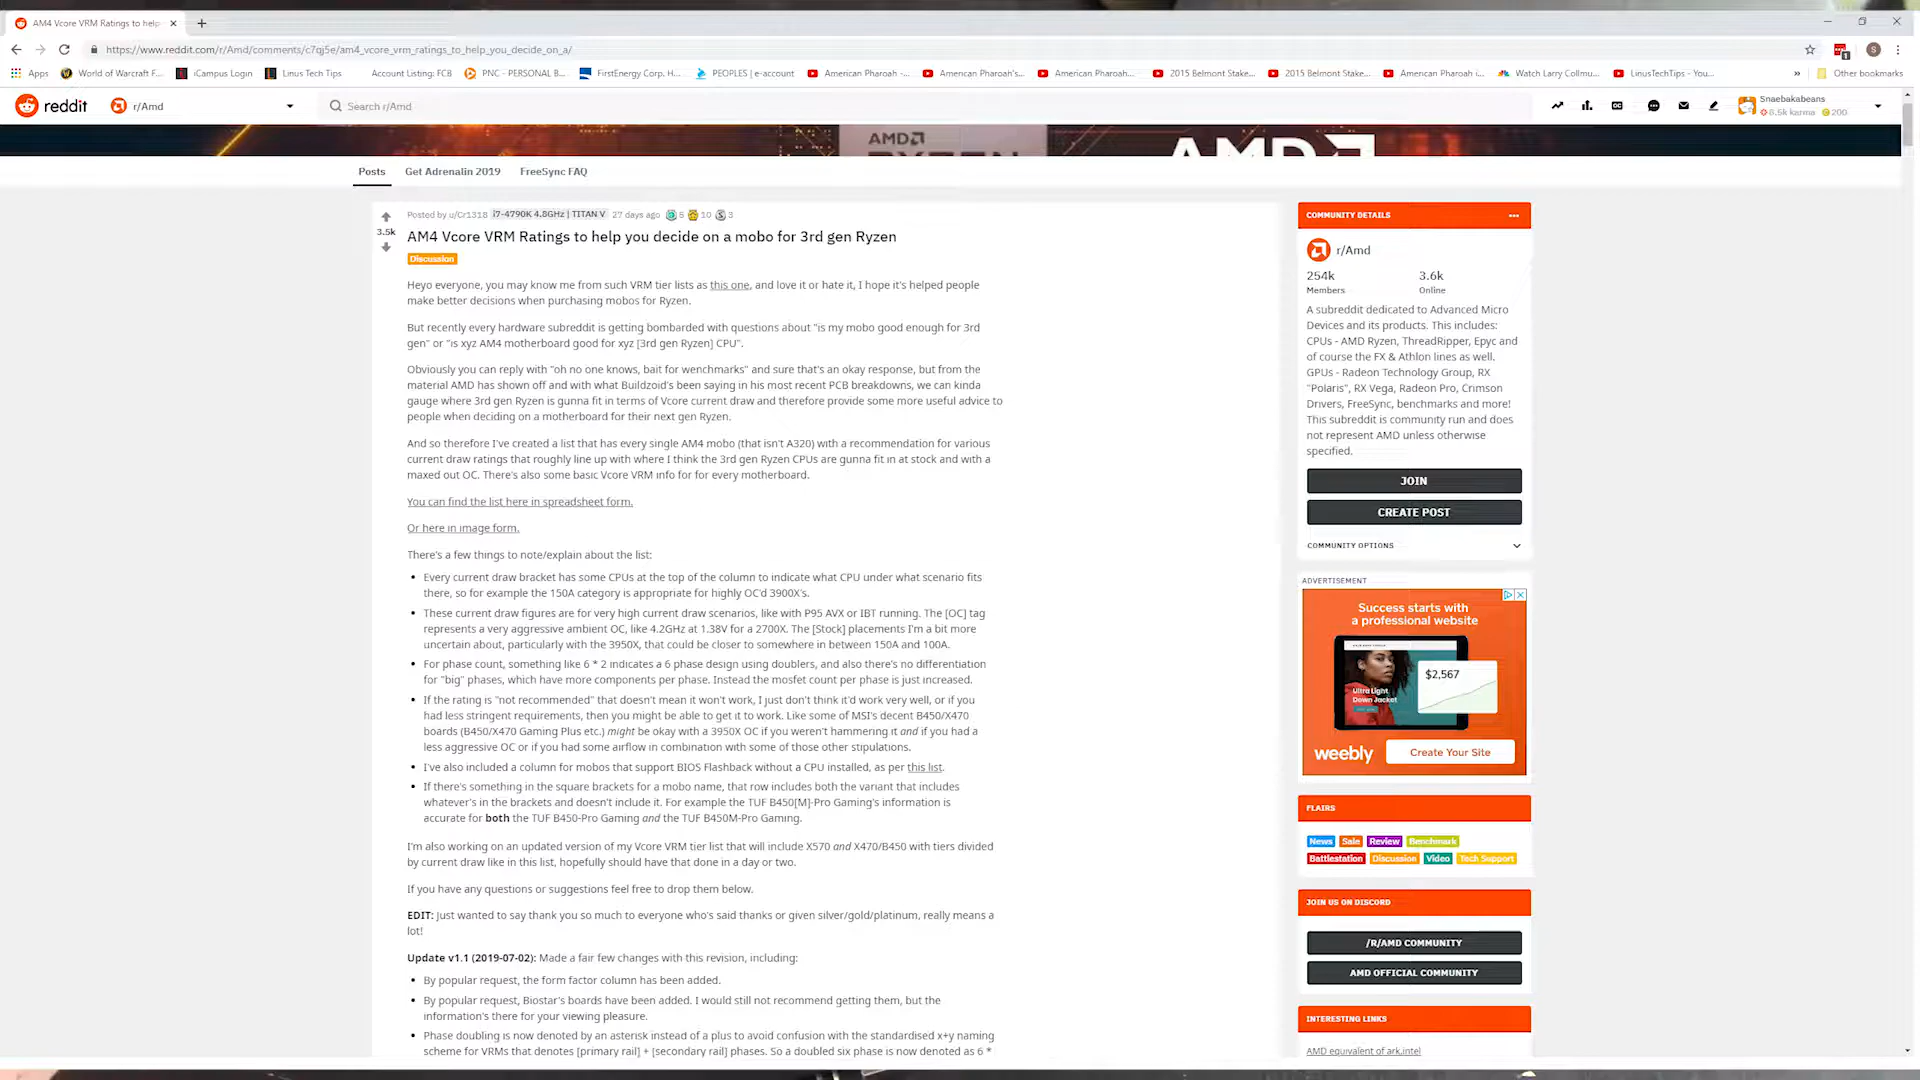 AM4 Vcore VRM Ratings to help
https://www.reddit.com/r/Amd/comments/c7qj5e/am4_vcore_vrm_ratings_to_help_you_decide_on_a/
Apps World of Warcraft F... iCampus Login Linus Tech Tips Account Listing: FCB PNC - PERSONAL B... FirstEnergy Corp. H... PEOPLES | e-account American Pharoah -... American Pharoah's... American Pharoah... 2015 Belmont Stake... 2015 Belmont Stake... American Pharoah i... Watch Larry Collmu... LinusTechTips - You... » Other bookmarks
reddit r/Amd Search r/Amd Snaebakabeans
6.5k karma 200
AMD
RYZEN
AMD
Posts Get Adrenalin 2019 FreeSync FAQ
Posted by u/Cr1318 i7-4790K 4.8GHz | TITAN V 27 days ago 5 10 3
3.5k
AM4 Vcore VRM Ratings to help you decide on a mobo for 3rd gen Ryzen
Discussion
Heyo everyone, you may know me from such VRM tier lists as this one, and love it or hate it, I hope it's helped people
make better decisions when purchasing mobos for Ryzen.
But recently every hardware subreddit is getting bombarded with questions about "is my mobo good enough for 3rd
gen" or "is xyz AM4 motherboard good for xyz [3rd gen Ryzen] CPU".
Obviously you can reply with "oh no one knows, bait for wenchmarks" and sure that's an okay response, but from the
material AMD has shown off and with what Buildzoid's been saying in his most recent PCB breakdowns, we can kinda
gauge where 3rd gen Ryzen is gunna fit in terms of Vcore current draw and therefore provide some more useful advice to
people when deciding on a motherboard for their next gen Ryzen.
And so therefore I've created a list that has every single AM4 mobo (that isn't A320) with a recommendation for various
current draw ratings that roughly line up with where I think the 3rd gen Ryzen CPUs are gunna fit in at stock and with a
maxed out OC. There's also some basic Vcore VRM info for for every motherboard.
You can find the list here in spreadsheet form.
Or here in image form.
There's a few things to note/explain about the list:
• Every current draw bracket has some CPUs at the top of the column to indicate what CPU under what scenario fits
there, so for example the 150A category is appropriate for highly OC'd 3900X's.
• These current draw figures are for very high current draw scenarios, like with P95 AVX or IBT running. The [OC] tag
represents a very aggressive ambient OC, like 4.2GHz at 1.38V for a 2700X. The [Stock] placements I'm a bit more
uncertain about, particularly with the 3950X, that could be closer to somewhere in between 150A and 100A.
• For phase count, something like 6 * 2 indicates a 6 phase design using doublers, and also there's no differentiation
for "big" phases, which have more components per phase. Instead the mosfet count per phase is just increased.
• If the rating is "not recommended" that doesn't mean it won't work, I just don't think it'd work very well, or if you
had less stringent requirements, then you might be able to get it to work. Like some of MSI's decent B450/X470
boards (B450/X470 Gaming Plus etc.) might be okay with a 3950X OC if you weren't hammering it and if you had a
less aggressive OC or if you had some airflow in combination with some of those other stipulations.
• I've also included a column for mobos that support BIOS Flashback without a CPU installed, as per this list.
• If there's something in the square brackets for a mobo name, that row includes both the variant that includes
whatever's in the brackets and doesn't include it. For example the TUF B450[M]-Pro Gaming's information is
accurate for both the TUF B450-Pro Gaming and the TUF B450M-Pro Gaming.
I'm also working on an updated version of my Vcore VRM tier list that will include X570 and X470/B450 with tiers divided
by current draw like in this list, hopefully should have that done in a day or two.
If you have any questions or suggestions feel free to drop them below.
EDIT: Just wanted to say thank you so much to everyone who's said thanks or given silver/gold/platinum, really means a
lot!
Update v1.1 (2019-07-02): Made a fair few changes with this revision, including:
• By popular request, the form factor column has been added.
• By popular request, Biostar's boards have been added. I would still not recommend getting them, but the
information's there for your viewing pleasure.
• Phase doubling is now denoted by an asterisk instead of a plus to avoid confusion with the standardised x+y naming
scheme for VRMs that denotes [primary rail] + [secondary rail] phases. So a doubled six phase is now denoted as 6 *
COMMUNITY DETAILS
r/Amd
254k 3.6k
Members Online
A subreddit dedicated to Advanced Micro
Devices and its products. This includes:
CPUs - AMD Ryzen, ThreadRipper, Epyc and
of course the FX & Athlon lines as well.
GPUs - Radeon Technology Group, RX
"Polaris", RX Vega, Radeon Pro, Crimson
Drivers, FreeSync, benchmarks and more!
This subreddit is community run and does
not represent AMD unless otherwise
specified.
JOIN
CREATE POST
COMMUNITY OPTIONS
ADVERTISEMENT
Success starts with
a professional website
$2,567
Ultra Light
Down Jacket
weebly Create Your Site
FLAIRS
News Sale Review Benchmark
Battlestation Discussion Video Tech Support
JOIN US ON DISCORD
/R/AMD COMMUNITY
AMD OFFICIAL COMMUNITY
INTERESTING LINKS
AMD equivalent of ark.intel